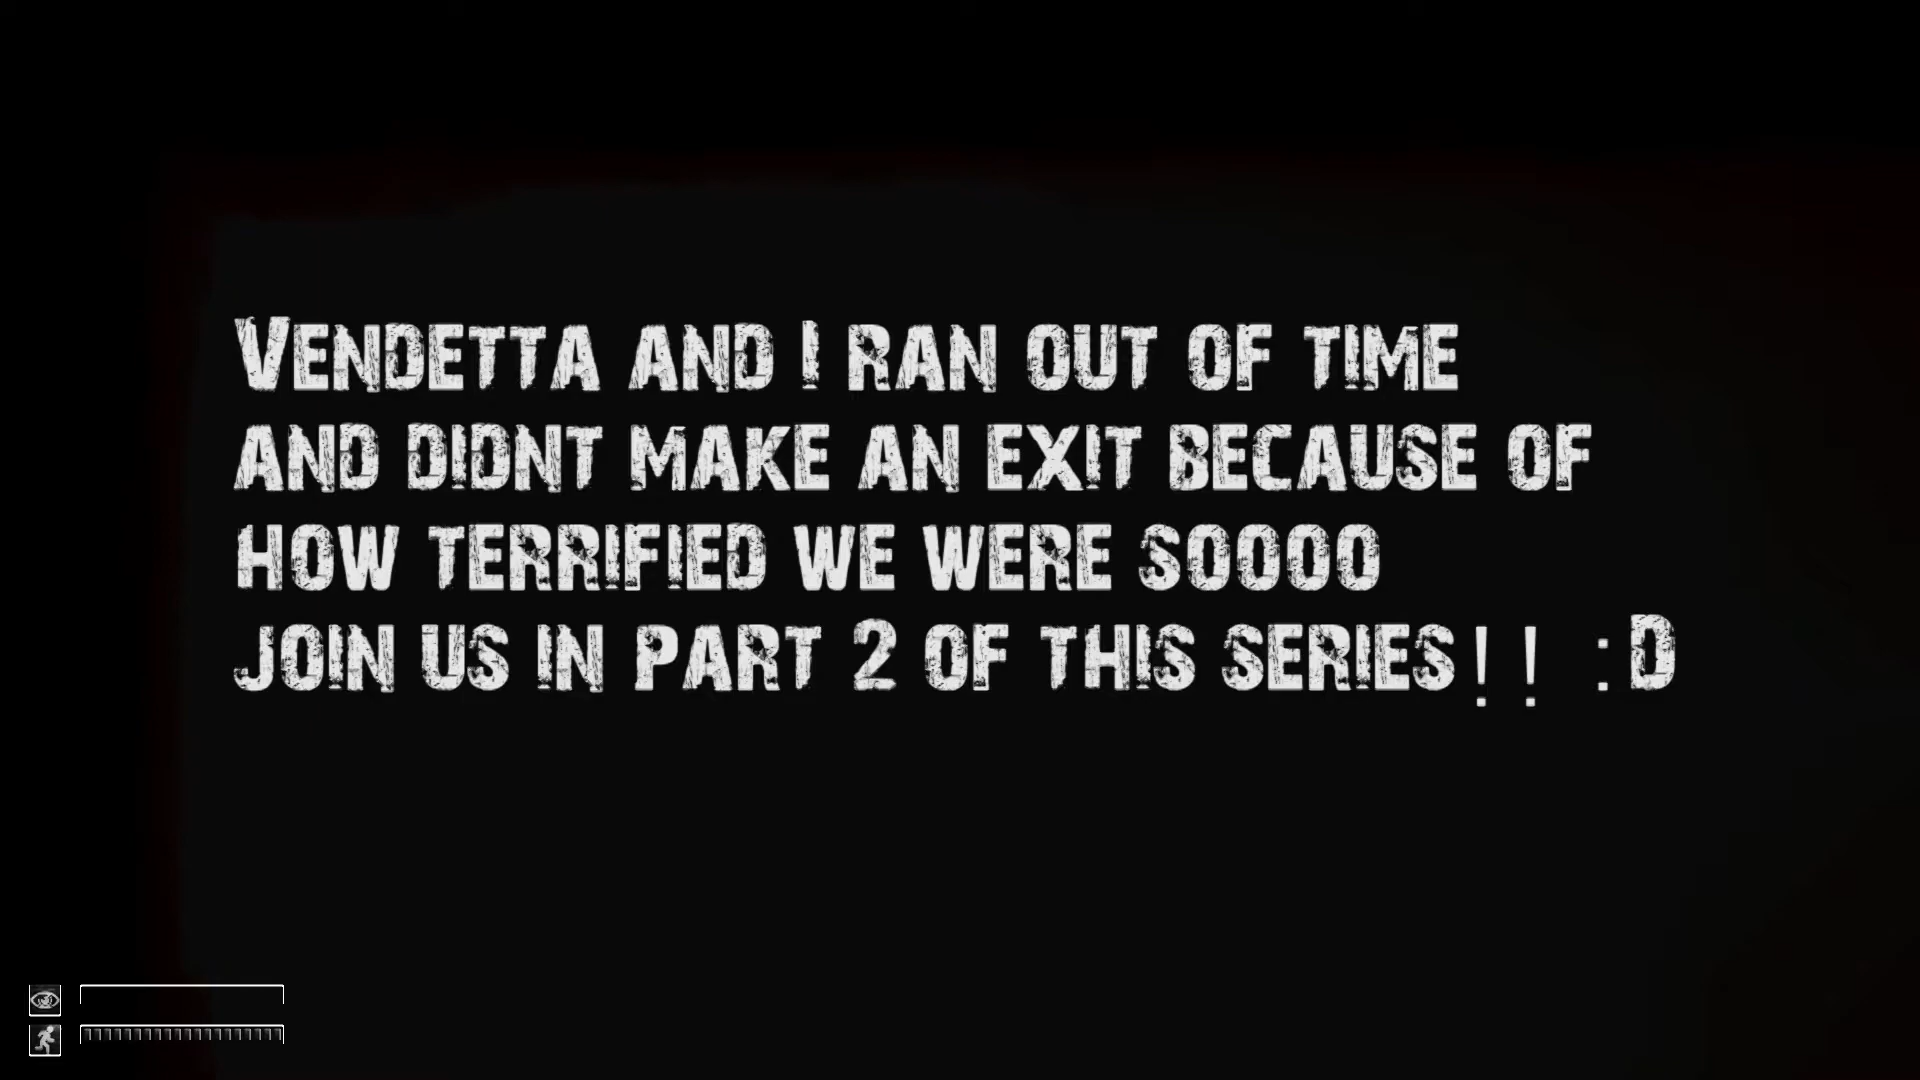 Vendetta and I ran out of time
and didnt make an exit because of
how terrified we were soooo
join us in part 2 of this series!! :D